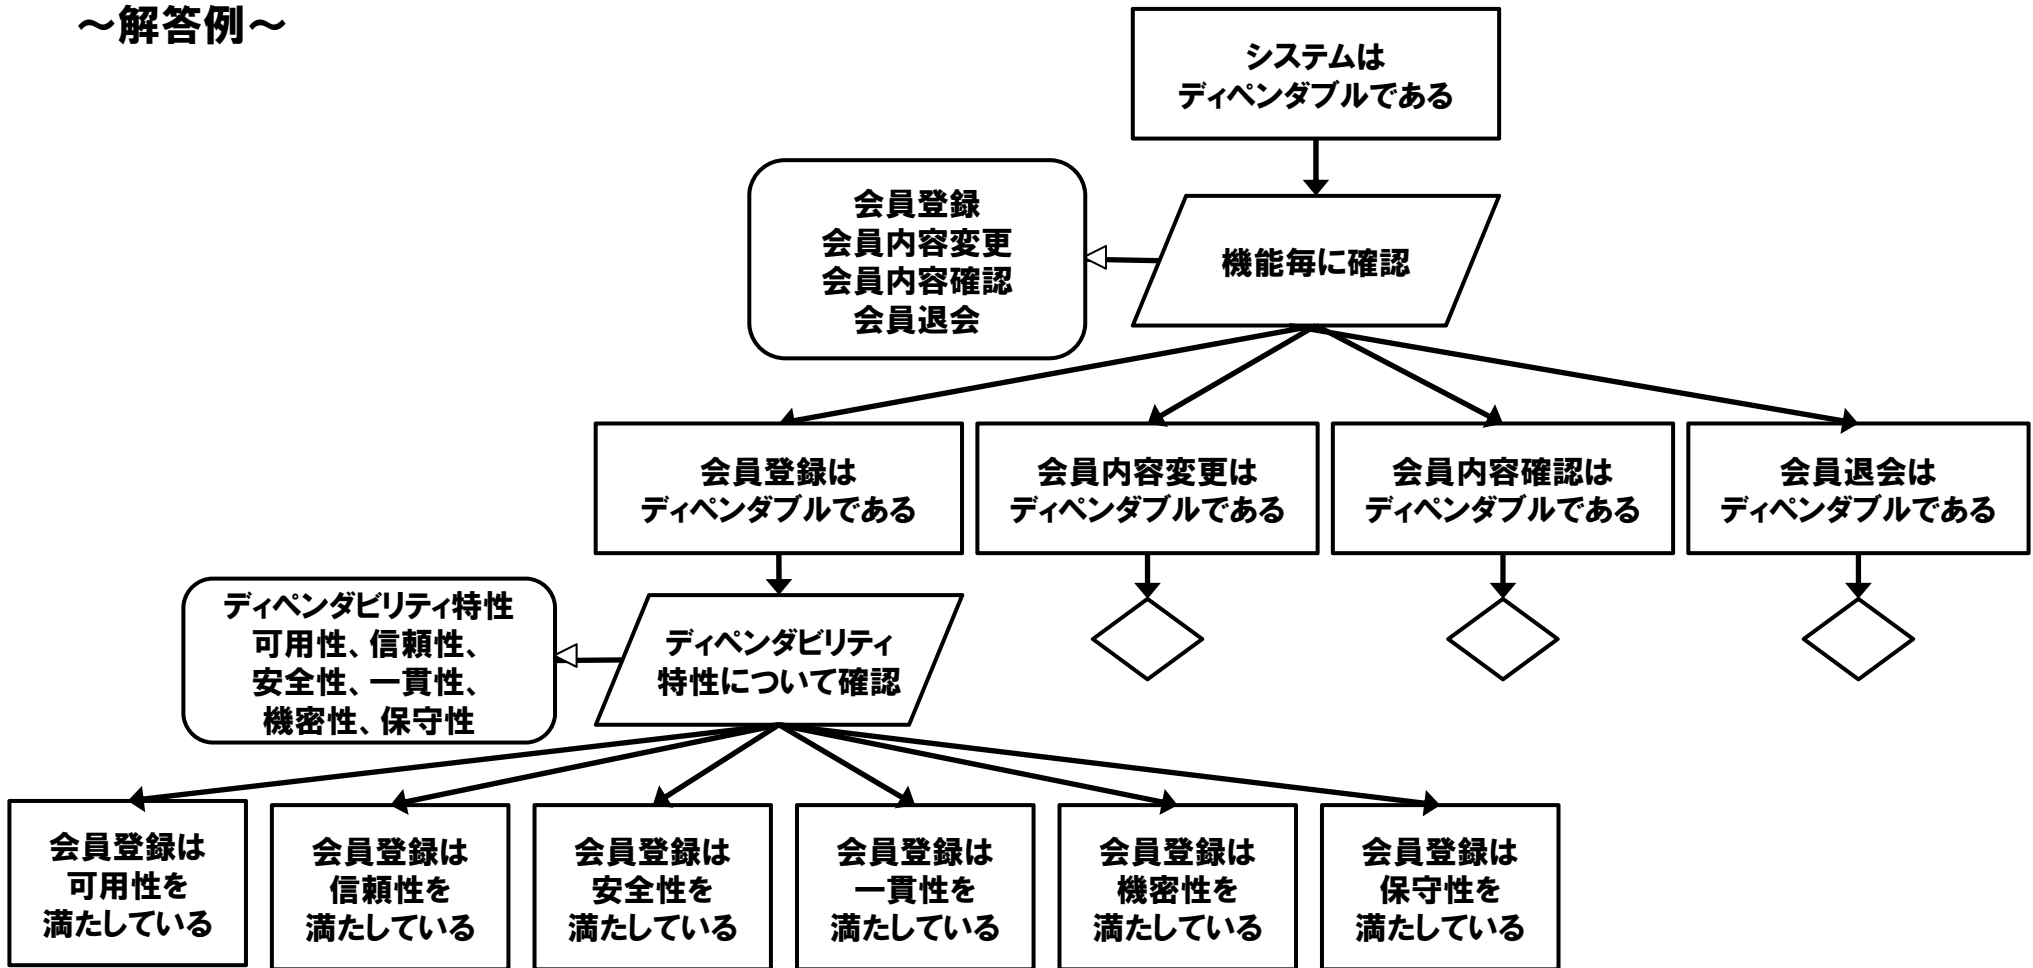 ～解答例～
システムは
ディペンダブルである
会員登録
会員内容変更
会員内容確認
会員退会
機能毎に確認
会員登録は
ディペンダブルである
会員内容変更は
ディペンダブルである
会員内容確認は
ディペンダブルである
会員退会は
ディペンダブルである
ディペンダビリティ特性
可用性、信頼性、
安全性、一貫性、
機密性、保守性
ディペンダビリティ
特性について確認
会員登録は
可用性を
満たしている
会員登録は
信頼性を
満たしている
会員登録は
安全性を
満たしている
会員登録は
一貫性を
満たしている
会員登録は
機密性を
満たしている
会員登録は
保守性を
満たしている